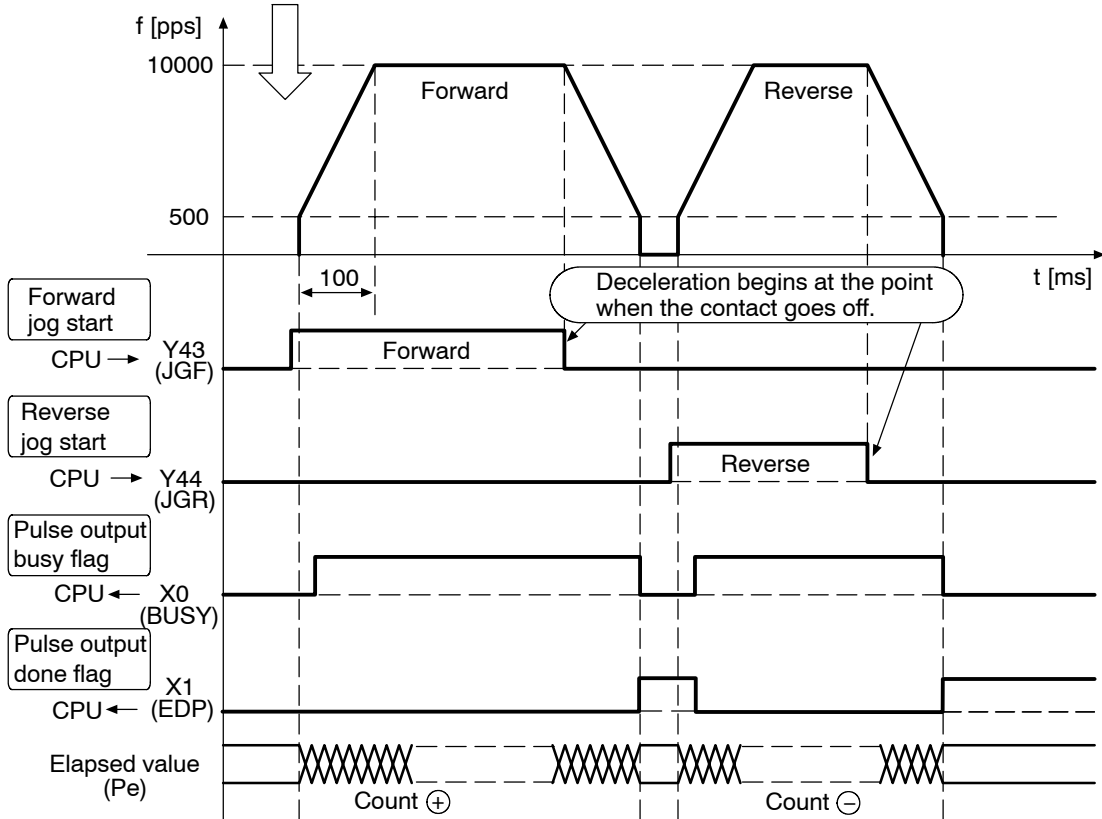 f [pps]
10000
Forward
Reverse
500
100
t [ms]
Deceleration begins at the point
when the contact goes off.
Forward
jog start
CPU → Y43
(JGF)
Forward
Reverse
jog start
CPU → Y44
(JGR)
Reverse
Pulse output
busy flag
CPU ← X0
(BUSY)
Pulse output
done flag
X1
CPU ← (EDP)
Elapsed value
(Pe)
Count ⊕
Count ⊖